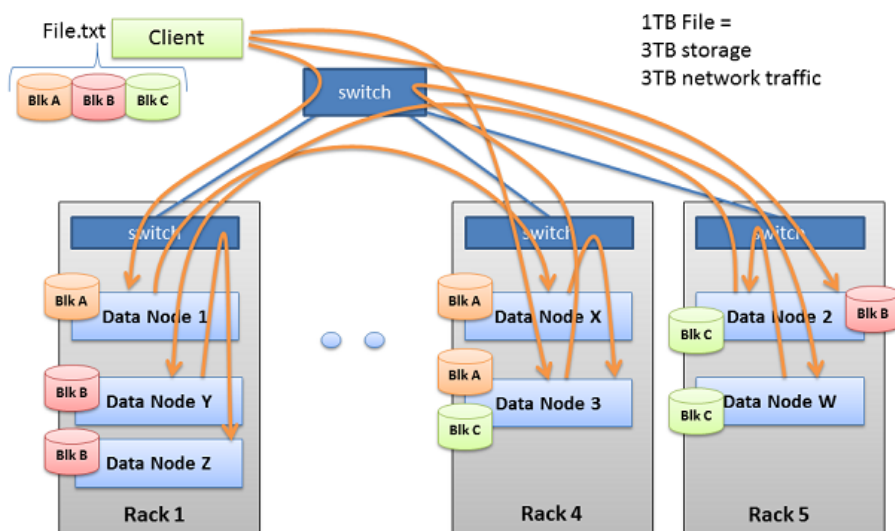 File.txt
Client
Blk A
Blk B
Blk C
1TB File =
3TB storage
3TB network traffic
switch
switch
switch
switch
Blk A
Data Node 1
Blk A
Data Node X
Blk C
Data Node 2
Blk B
Blk B
Data Node Y
Blk A
Blk C
Data Node 3
Blk C
Data Node W
Blk B
Data Node Z
Rack 1
Rack 4
Rack 5